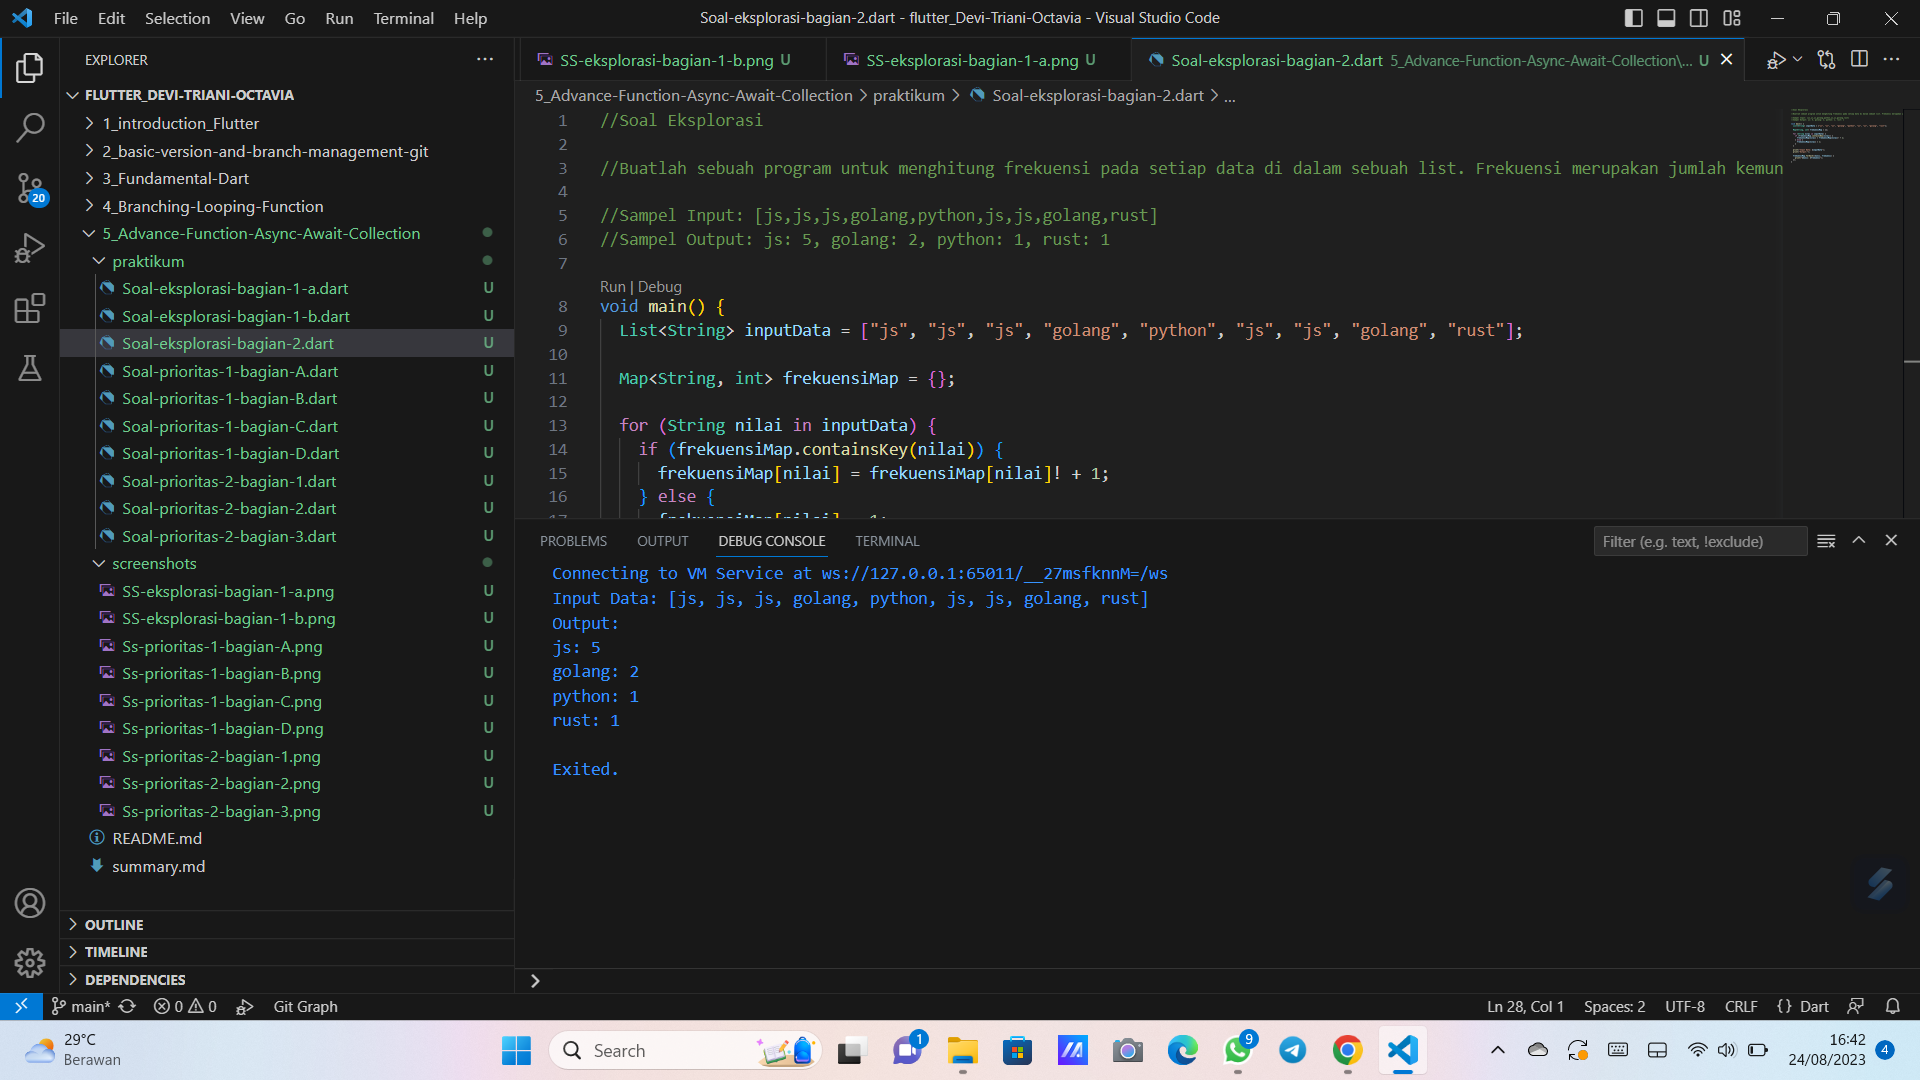 File Edit Selection View Go Run Terminal Help
Soal-eksplorasi-bagian-2.dart - flutter_Devi-Triani-Octavia - Visual Studio Code
EXPLORER
FLUTTER_DEVI-TRIANI-OCTAVIA
1_introduction_Flutter
2_basic-version-and-branch-management-git
3_Fundamental-Dart
4_Branching-Looping-Function
5_Advance-Function-Async-Await-Collection
praktikum
Soal-eksplorasi-bagian-1-a.dart U
Soal-eksplorasi-bagian-1-b.dart U
Soal-eksplorasi-bagian-2.dart U
Soal-prioritas-1-bagian-A.dart U
Soal-prioritas-1-bagian-B.dart U
Soal-prioritas-1-bagian-C.dart U
Soal-prioritas-1-bagian-D.dart U
Soal-prioritas-2-bagian-1.dart U
Soal-prioritas-2-bagian-2.dart U
Soal-prioritas-2-bagian-3.dart U
screenshots
SS-eksplorasi-bagian-1-a.png U
SS-eksplorasi-bagian-1-b.png U
Ss-prioritas-1-bagian-A.png U
Ss-prioritas-1-bagian-B.png U
Ss-prioritas-1-bagian-C.png U
Ss-prioritas-1-bagian-D.png U
Ss-prioritas-2-bagian-1.png U
Ss-prioritas-2-bagian-2.png U
Ss-prioritas-2-bagian-3.png U
README.md
summary.md
OUTLINE
TIMELINE
DEPENDENCIES
20
SS-eksplorasi-bagian-1-b.png U
SS-eksplorasi-bagian-1-a.png U
Soal-eksplorasi-bagian-2.dart 5_Advance-Function-Async-Await-Collection\... U
5_Advance-Function-Async-Await-Collection > praktikum > Soal-eksplorasi-bagian-2.dart > ...
1 //Soal Eksplorasi
2
3 //Buatlah sebuah program untuk menghitung frekuensi pada setiap data di dalam sebuah list. Frekuensi merupakan jumlah kemun
4
5 //Sampel Input: [js,js,js,golang,python,js,js,golang,rust]
6 //Sampel Output: js: 5, golang: 2, python: 1, rust: 1
7
Run | Debug
8 void main() {
9 List<String> inputData = ["js", "js", "js", "golang", "python", "js", "js", "golang", "rust"];
10
11 Map<String, int> frekuensiMap = {};
12
13 for (String nilai in inputData) {
14 if (frekuensiMap.containsKey(nilai)) {
15 frekuensiMap[nilai] = frekuensiMap[nilai]! + 1;
16 } else {
17 frekuensiMap[nilai] = 1;
PROBLEMS OUTPUT DEBUG CONSOLE TERMINAL
Filter (e.g. text, !exclude)
Connecting to VM Service at ws://127.0.0.1:65011/__27msfknnM=/ws
Input Data: [js, js, js, golang, python, js, js, golang, rust]
Output:
js: 5
golang: 2
python: 1
rust: 1
Exited.
main* 0 0 Git Graph
Ln 28, Col 1 Spaces: 2 UTF-8 CRLF {} Dart
29°C
Berawan
Search
1
9
16:42
24/08/2023
4